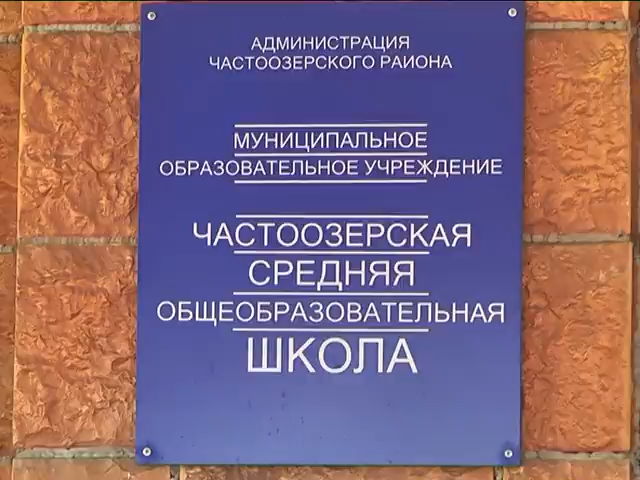 АДМИНИСТРАЦИЯ
ЧАСТООЗЕРСКОГО РАЙОНА
МУНИЦИПАЛЬНОЕ
ОБРАЗОВАТЕЛЬНОЕ УЧРЕЖДЕНИЕ
ЧАСТООЗЕРСКАЯ
СРЕДНЯЯ
ОБЩЕОБРАЗОВАТЕЛЬНАЯ
ШКОЛА